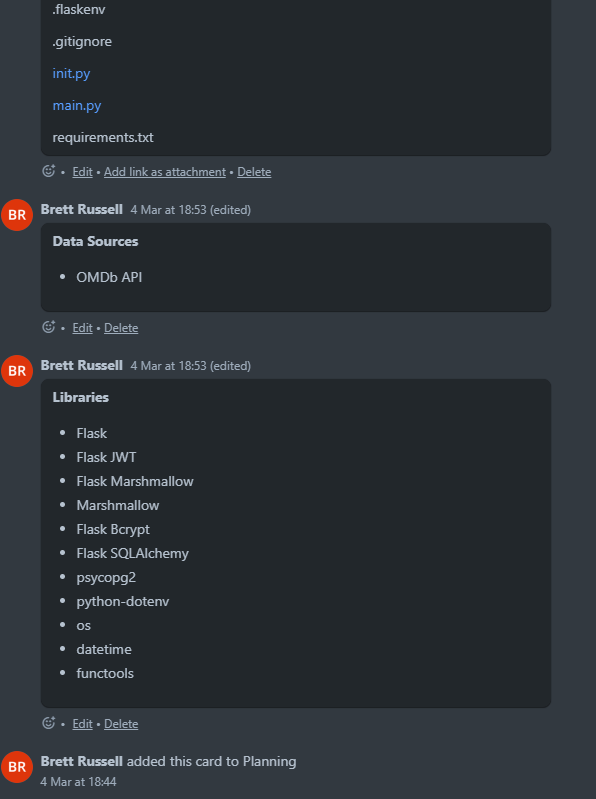 .flaskenv
.gitignore
init.py
main.py
requirements.txt
• Edit • Add link as attachment • Delete
BR
Brett Russell 4 Mar at 18:53 (edited)
Data Sources
• OMDb API
• Edit • Delete
BR
Brett Russell 4 Mar at 18:53 (edited)
Libraries
• Flask
• Flask JWT
• Flask Marshmallow
• Marshmallow
• Flask Bcrypt
• Flask SQLAlchemy
• psycopg2
• python-dotenv
• os
• datetime
• functools
• Edit • Delete
BR
Brett Russell added this card to Planning
4 Mar at 18:44